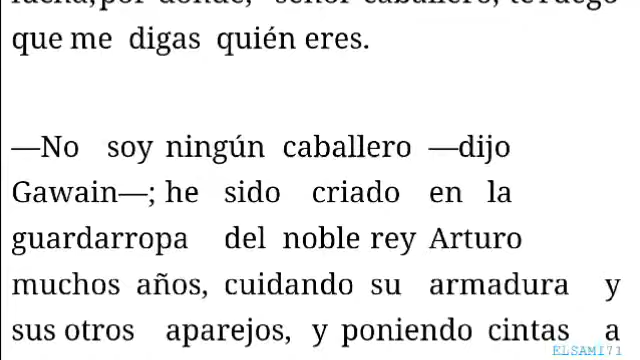 que me digas quién eres.
—No soy ningún caballero —dijo
Gawain—; he sido criado en la
guardarropa del noble rey Arturo
muchos años, cuidando su armadura y
sus otros aparejos, y poniendo cintas a
ELSAMI71